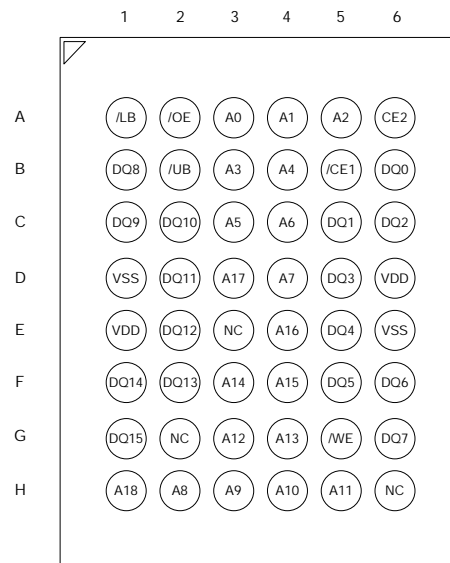 1 2 3 4 5 6
A /LB /OE A0 A1 A2 CE2
B DQ8 /UB A3 A4 /CE1 DQ0
C DQ9 DQ10 A5 A6 DQ1 DQ2
D VSS DQ11 A17 A7 DQ3 VDD
E VDD DQ12 NC A16 DQ4 VSS
F DQ14 DQ13 A14 A15 DQ5 DQ6
G DQ15 NC A12 A13 /WE DQ7
H A18 A8 A9 A10 A11 NC